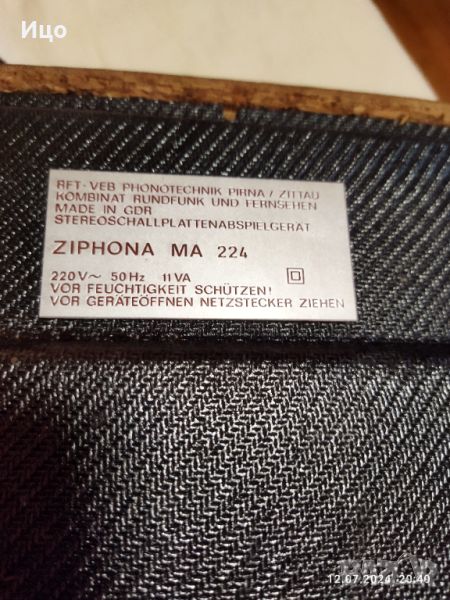 Ицо
RFT-VEB PHONOTECHNIK PIRNA / ZITTAU
KOMBINAT RUNDFUNK UND FERNSEHEN
MADE IN GDR
STEREOSCHALLPLATTENABSPIELGERÄT
ZIPHONA MA 224
220V~ 50Hz 11VA
VOR FEUCHTIGKEIT SCHÜTZEN!
VOR GERÄTEÖFFNEN NETZSTECKER ZIEHEN
12.07.2024 20:40